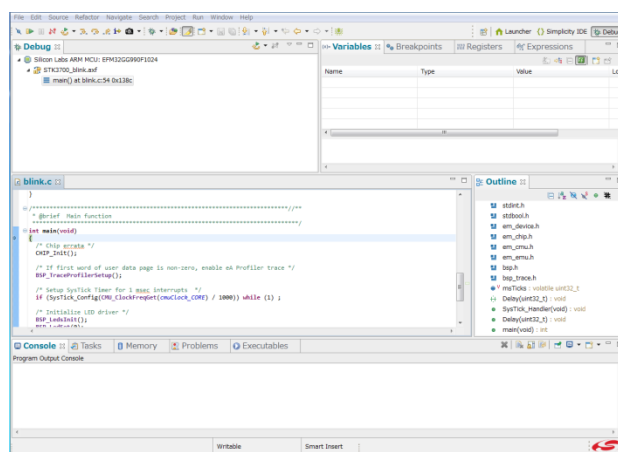 File Edit Source Refactor Navigate Search Project Run Window Help
Launcher {} Simplicity IDE Debu
Debug
Silicon Labs ARM MCU: EFM32GG990F1024
STK3700_blink.axf
main() at blink.c:54 0x138c
Variables Breakpoints Registers Expressions
Name Type Value Lo
blink.c
}
/**************************************************************************//**
* @brief Main function
*****************************************************************************/
int main(void)
{
/* Chip errata */
CHIP_Init();
/* If first word of user data page is non-zero, enable eA Profiler trace */
BSP_TraceProfilerSetup();
/* Setup SysTick Timer for 1 msec interrupts */
if (SysTick_Config(CMU_ClockFreqGet(cmuClock_CORE) / 1000)) while (1) ;
/* Initialize LED driver */
BSP_LedsInit();
BSP_LedSet(0);
Outline
stdint.h
stdbool.h
em_device.h
em_chip.h
em_cmu.h
em_emu.h
bsp.h
bsp_trace.h
msTicks : volatile uint32_t
Delay(uint32_t) : void
SysTick_Handler(void) : void
Delay(uint32_t) : void
main(void) : int
Console Tasks Memory Problems Executables
Program Output Console
Writable Smart Insert